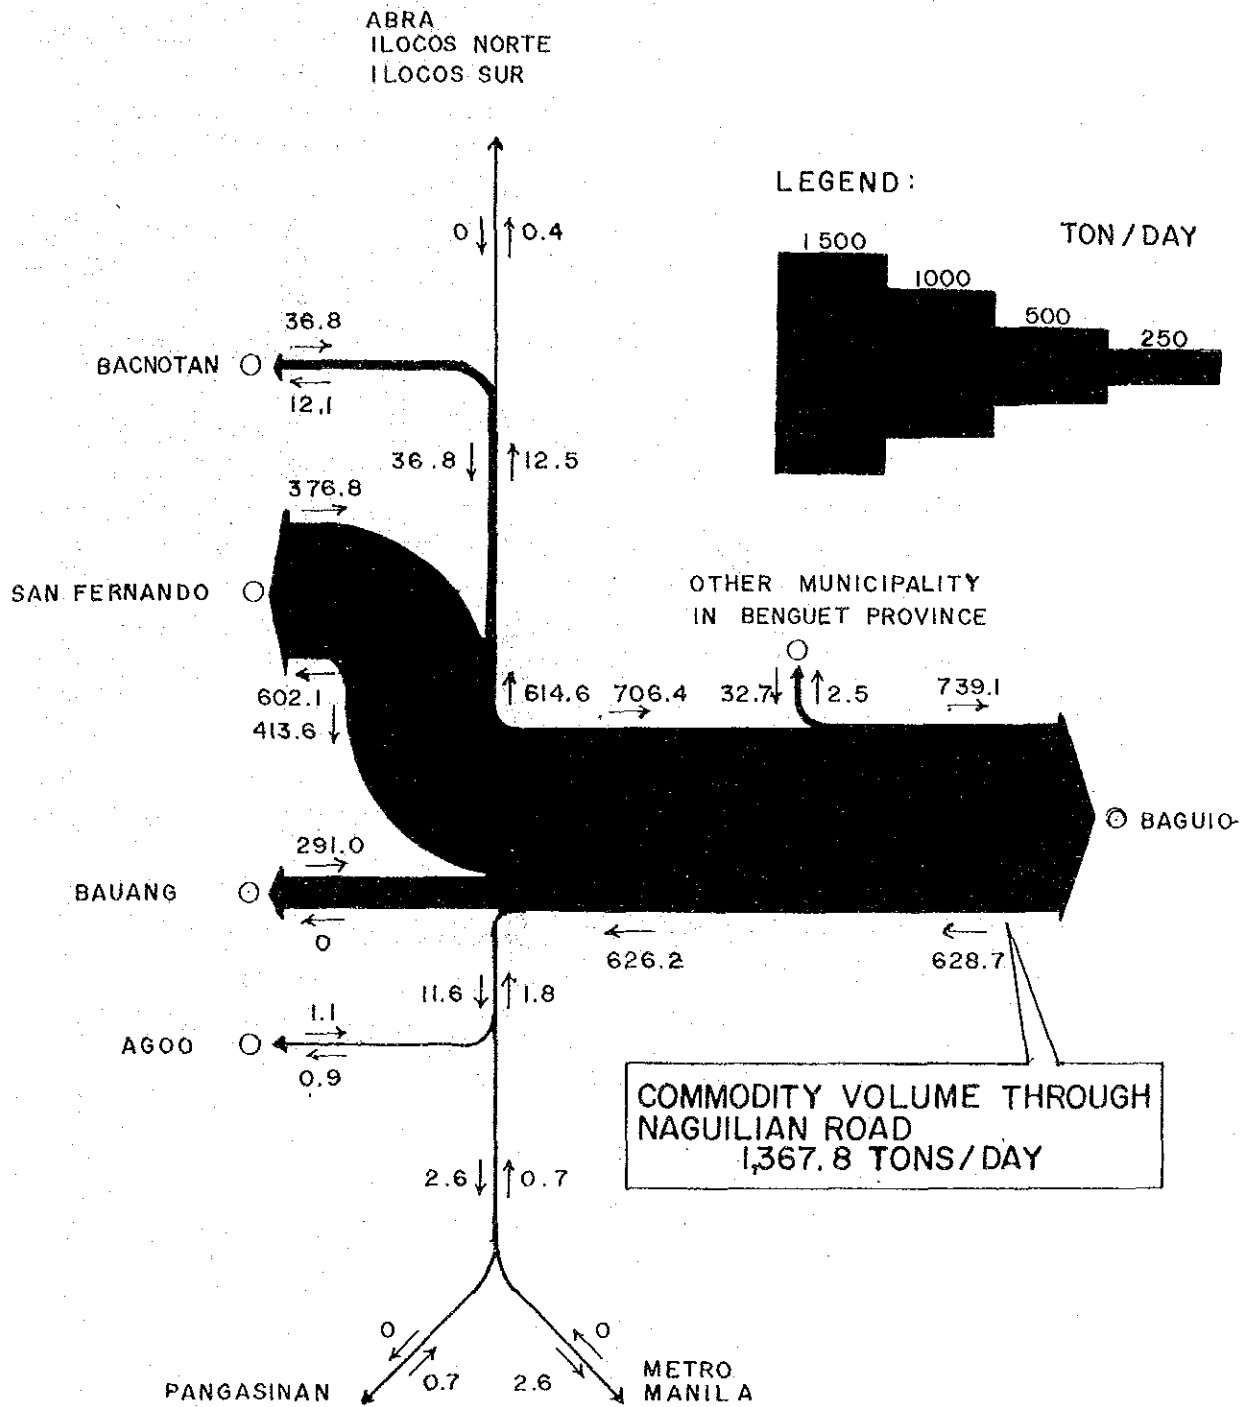 ABRA
ILOCOS NORTE
ILOCOS SUR
LEGEND:
TON/DAY
1500
1000
500
250
0 ↓ ↑ 0.4
36.8
→
BACNOTAN
←
12.1
36.8 ↓ ↑ 12.5
376.8
→
SAN FERNANDO
OTHER MUNICIPALITY
IN BENGUET PROVINCE
←
602.1
413.6 ↓
↑ 614.6
706.4
→
32.7 ↓ ↑ 2.5
739.1
→
BAGUIO
291.0
→
BAUANG
←
0
←
626.2
←
628.7
11.6 ↓ ↑ 1.8
1.1
→
AGOO
←
0.9
COMMODITY VOLUME THROUGH
NAGUILIAN ROAD
1,367.8 TONS/DAY
2.6 ↓ ↑ 0.7
0
0.7
0
2.6
PANGASINAN
METRO
MANILA